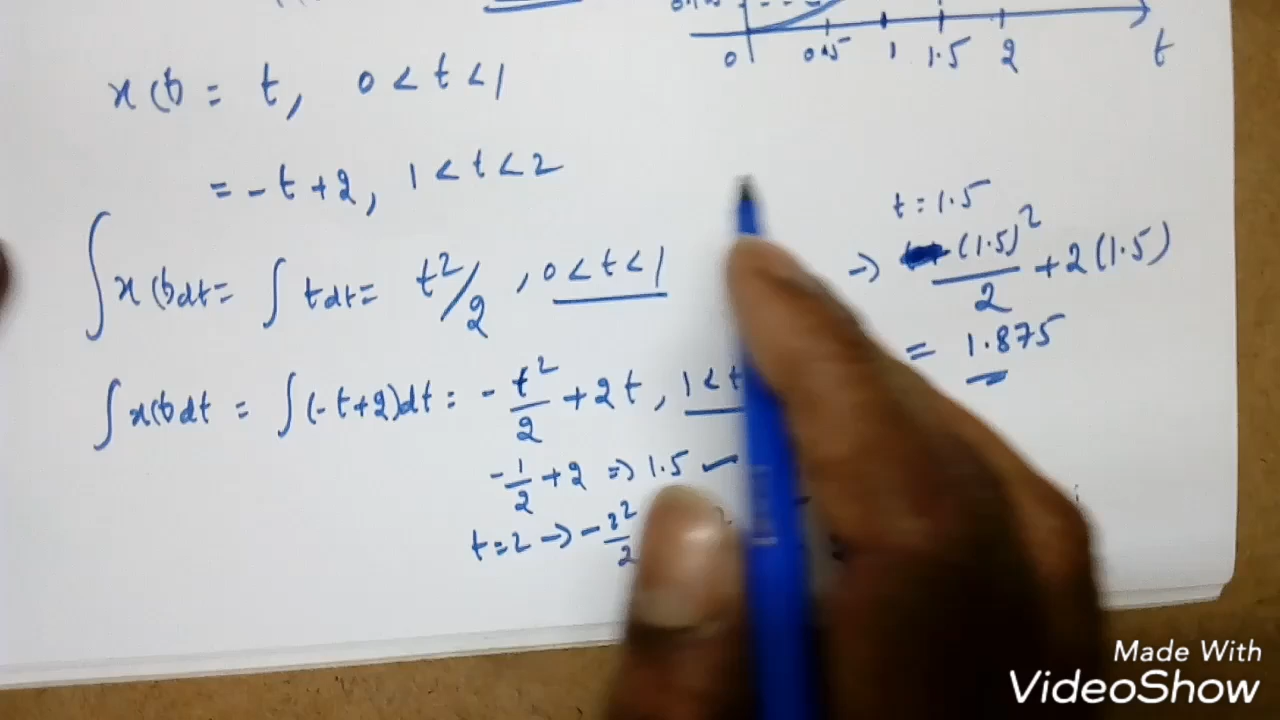 0 0.5 1 1.5 2 t
x(t) = t, 0 < t < 1
= -t + 2, 1 < t < 2
∫ x(t) dt = ∫ t dt = t²/2, 0 < t < 1
∫ x(t) dt = ∫ (-t+2) dt = - t²/2 + 2t, 1 < t
- 1/2 + 2 ⇒ 1.5
t = 2 → - 2²/2
t = 1.5
→ (1.5)²/2 + 2(1.5)
= 1.875
Made With
VideoShow